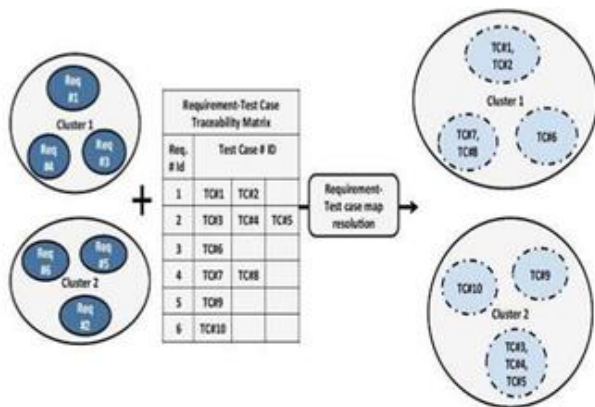 Req
#1
Cluster 1
Req
#4
Req
#3
Req
#6
Req
#5
Cluster 2
Req
#2
Requirement-Test Case
Traceability Matrix
Req.
# Id
Test Case # ID
1 TC#1 TC#2
2 TC#3 TC#4 TC#5
3 TC#6
4 TC#7 TC#8
5 TC#9
6 TC#10
Requirement-
Test case map
resolution
TC#1,
TC#2
Cluster 1
TC#7,
TC#8
TC#6
TC#10
TC#9
Cluster 2
TC#3,
TC#4,
TC#5